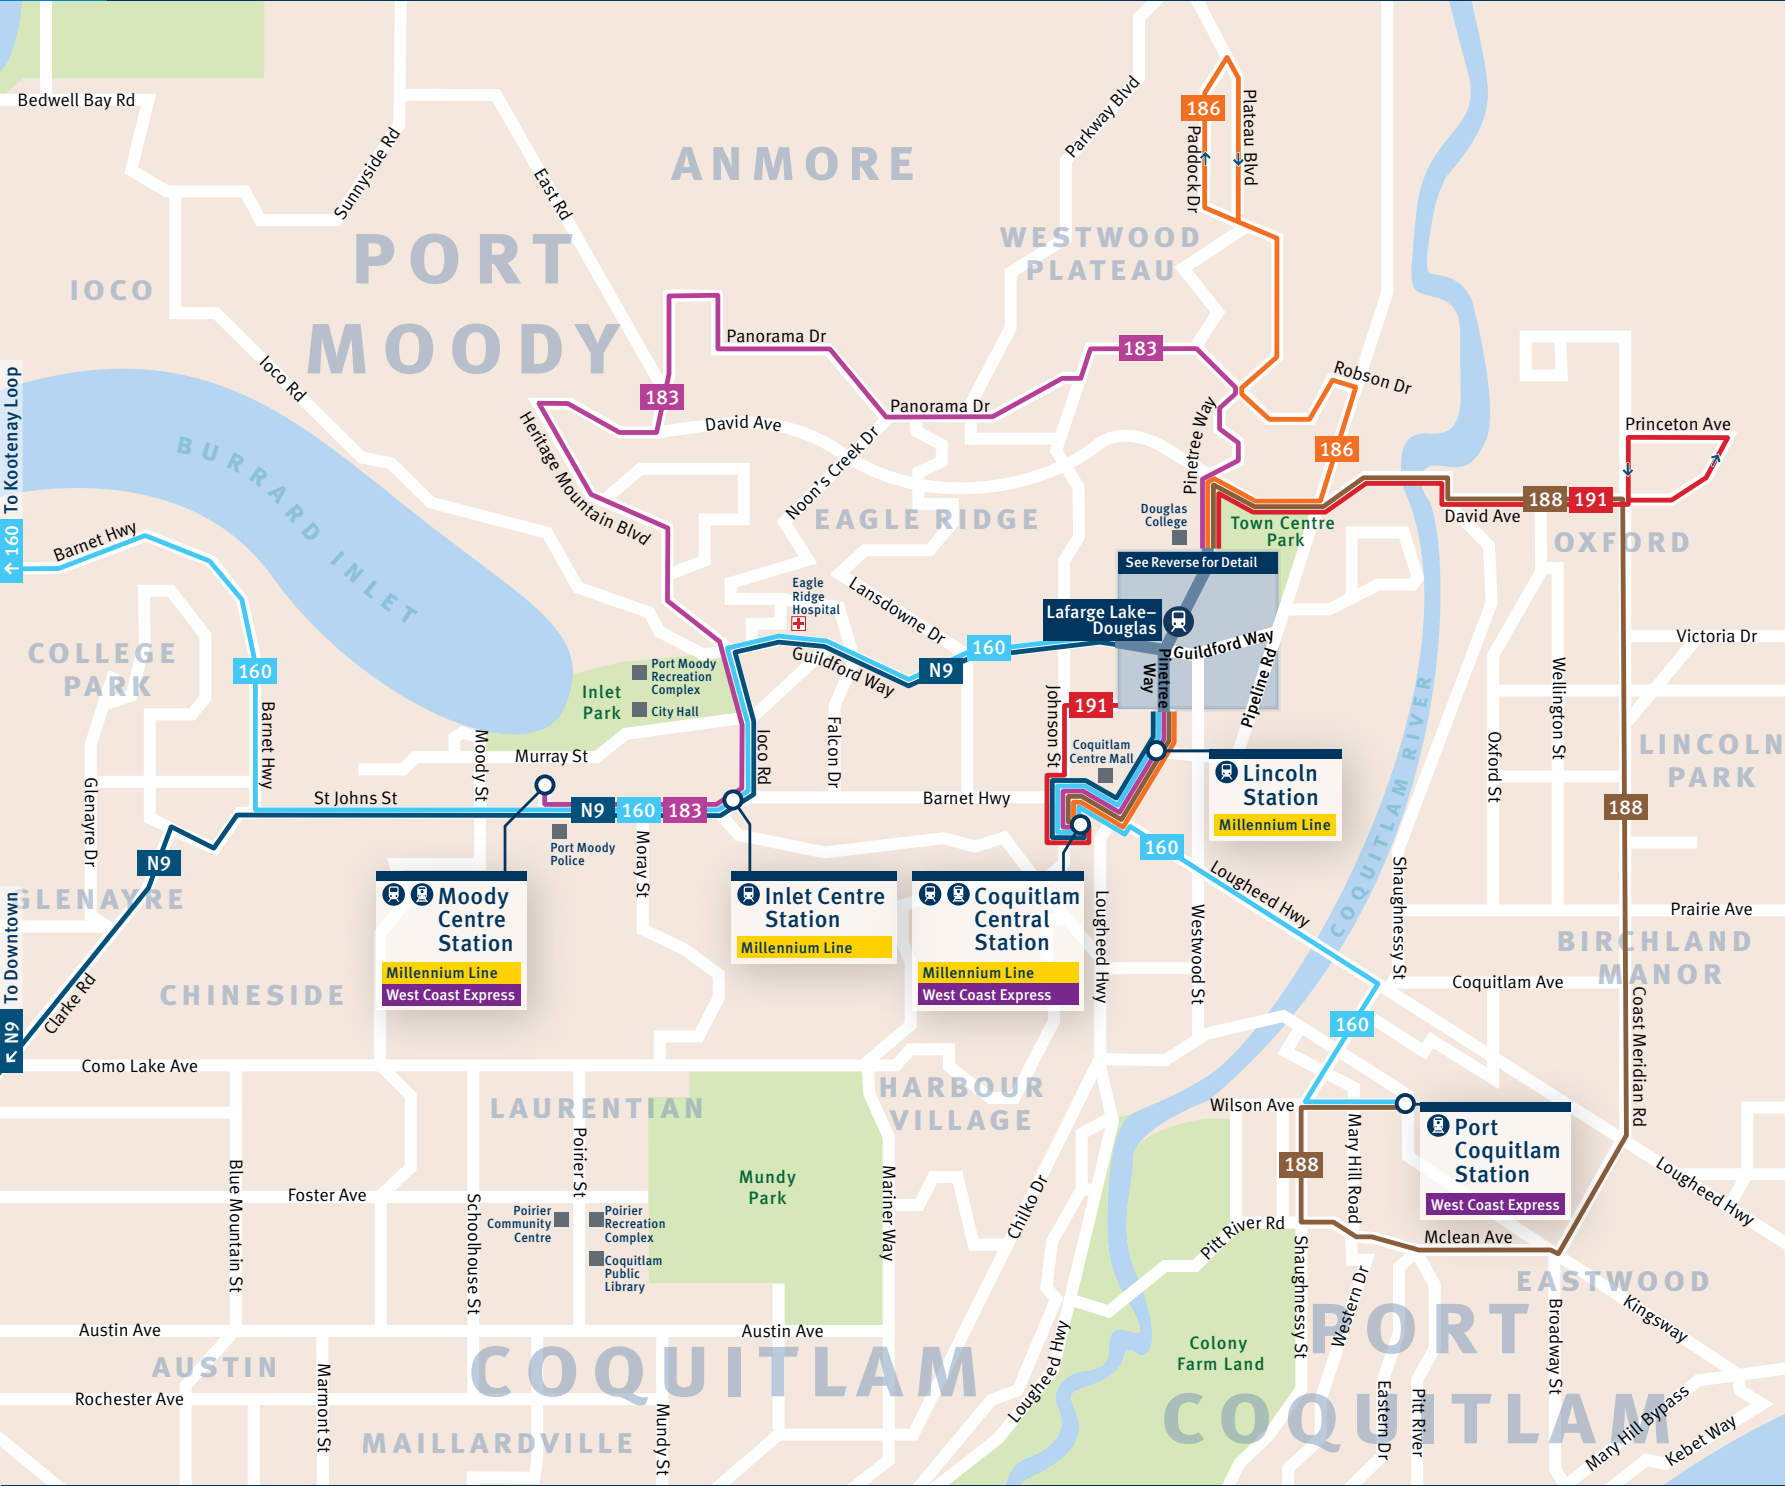 Bedwell Bay Rd
Sunnyside Rd
East Rd
ANMORE
Parkway Blvd
186
Paddock Dr
Plateau Blvd
WESTWOOD
PLATEAU
PORT
MOODY
IOCO
Ioco Rd
Panorama Dr
183
183
Panorama Dr
David Ave
Heritage Mountain Blvd
Noon's Creek Dr
Pinetree Way
Robson Dr
186
Princeton Ave
188
191
David Ave
OXFORD
160 To Kootenay Loop
Barnet Hwy
BURRARD INLET
EAGLE RIDGE
Douglas
College
Town Centre
Park
See Reverse for Detail
Lafarge Lake–
Douglas
Guildford Way
Pinetree
Way
Pipeline Rd
Eagle
Ridge
Hospital
Lansdowne Dr
160
N9
Guildford Way
COLLEGE
PARK
160
Barnet Hwy
Inlet
Park
Port Moody
Recreation
Complex
City Hall
Murray St
Moody St
Ioco Rd
Falcon Dr
Johnson St
191
Coquitlam
Centre Mall
Lincoln
Station
Millennium Line
COQUITLAM RIVER
Oxford St
Wellington St
Victoria Dr
LINCOLN
PARK
188
Glenayre Dr
St Johns St
N9
160
183
Barnet Hwy
160
N9
Port Moody
Police
Moray St
GLENAYRE
Moody
Centre
Station
Millennium Line
West Coast Express
Inlet Centre
Station
Millennium Line
Coquitlam
Central
Station
Millennium Line
West Coast Express
Lougheed Hwy
Lougheed Hwy
Westwood St
Shaughnessy St
Prairie Ave
BIRCHLAND
MANOR
Coquitlam Ave
Coast Meridian Rd
N9 To Downtown
Clarke Rd
CHINESIDE
Como Lake Ave
160
LAURENTIAN
HARBOUR
VILLAGE
Wilson Ave
Port
Coquitlam
Station
West Coast Express
Mary Hill Road
188
Lougheed Hwy
Mundy
Park
Poirier St
Foster Ave
Blue Mountain St
Schoolhouse St
Poirier
Community
Centre
Poirier
Recreation
Complex
Coquitlam
Public
Library
Mariner Way
Chilko Dr
Pitt River Rd
Mclean Ave
Shaughnessy St
Western Dr
EASTWOOD
Kingsway
Austin Ave
Austin Ave
AUSTIN
COQUITLAM
Lougheed Hwy
Colony
Farm Land
PORT
COQUITLAM
Broadway St
Rochester Ave
Marmont St
MAILLARDVILLE
Mundy St
Eastern Dr
Pitt River
Mary Hill Bypass
Kebet Way